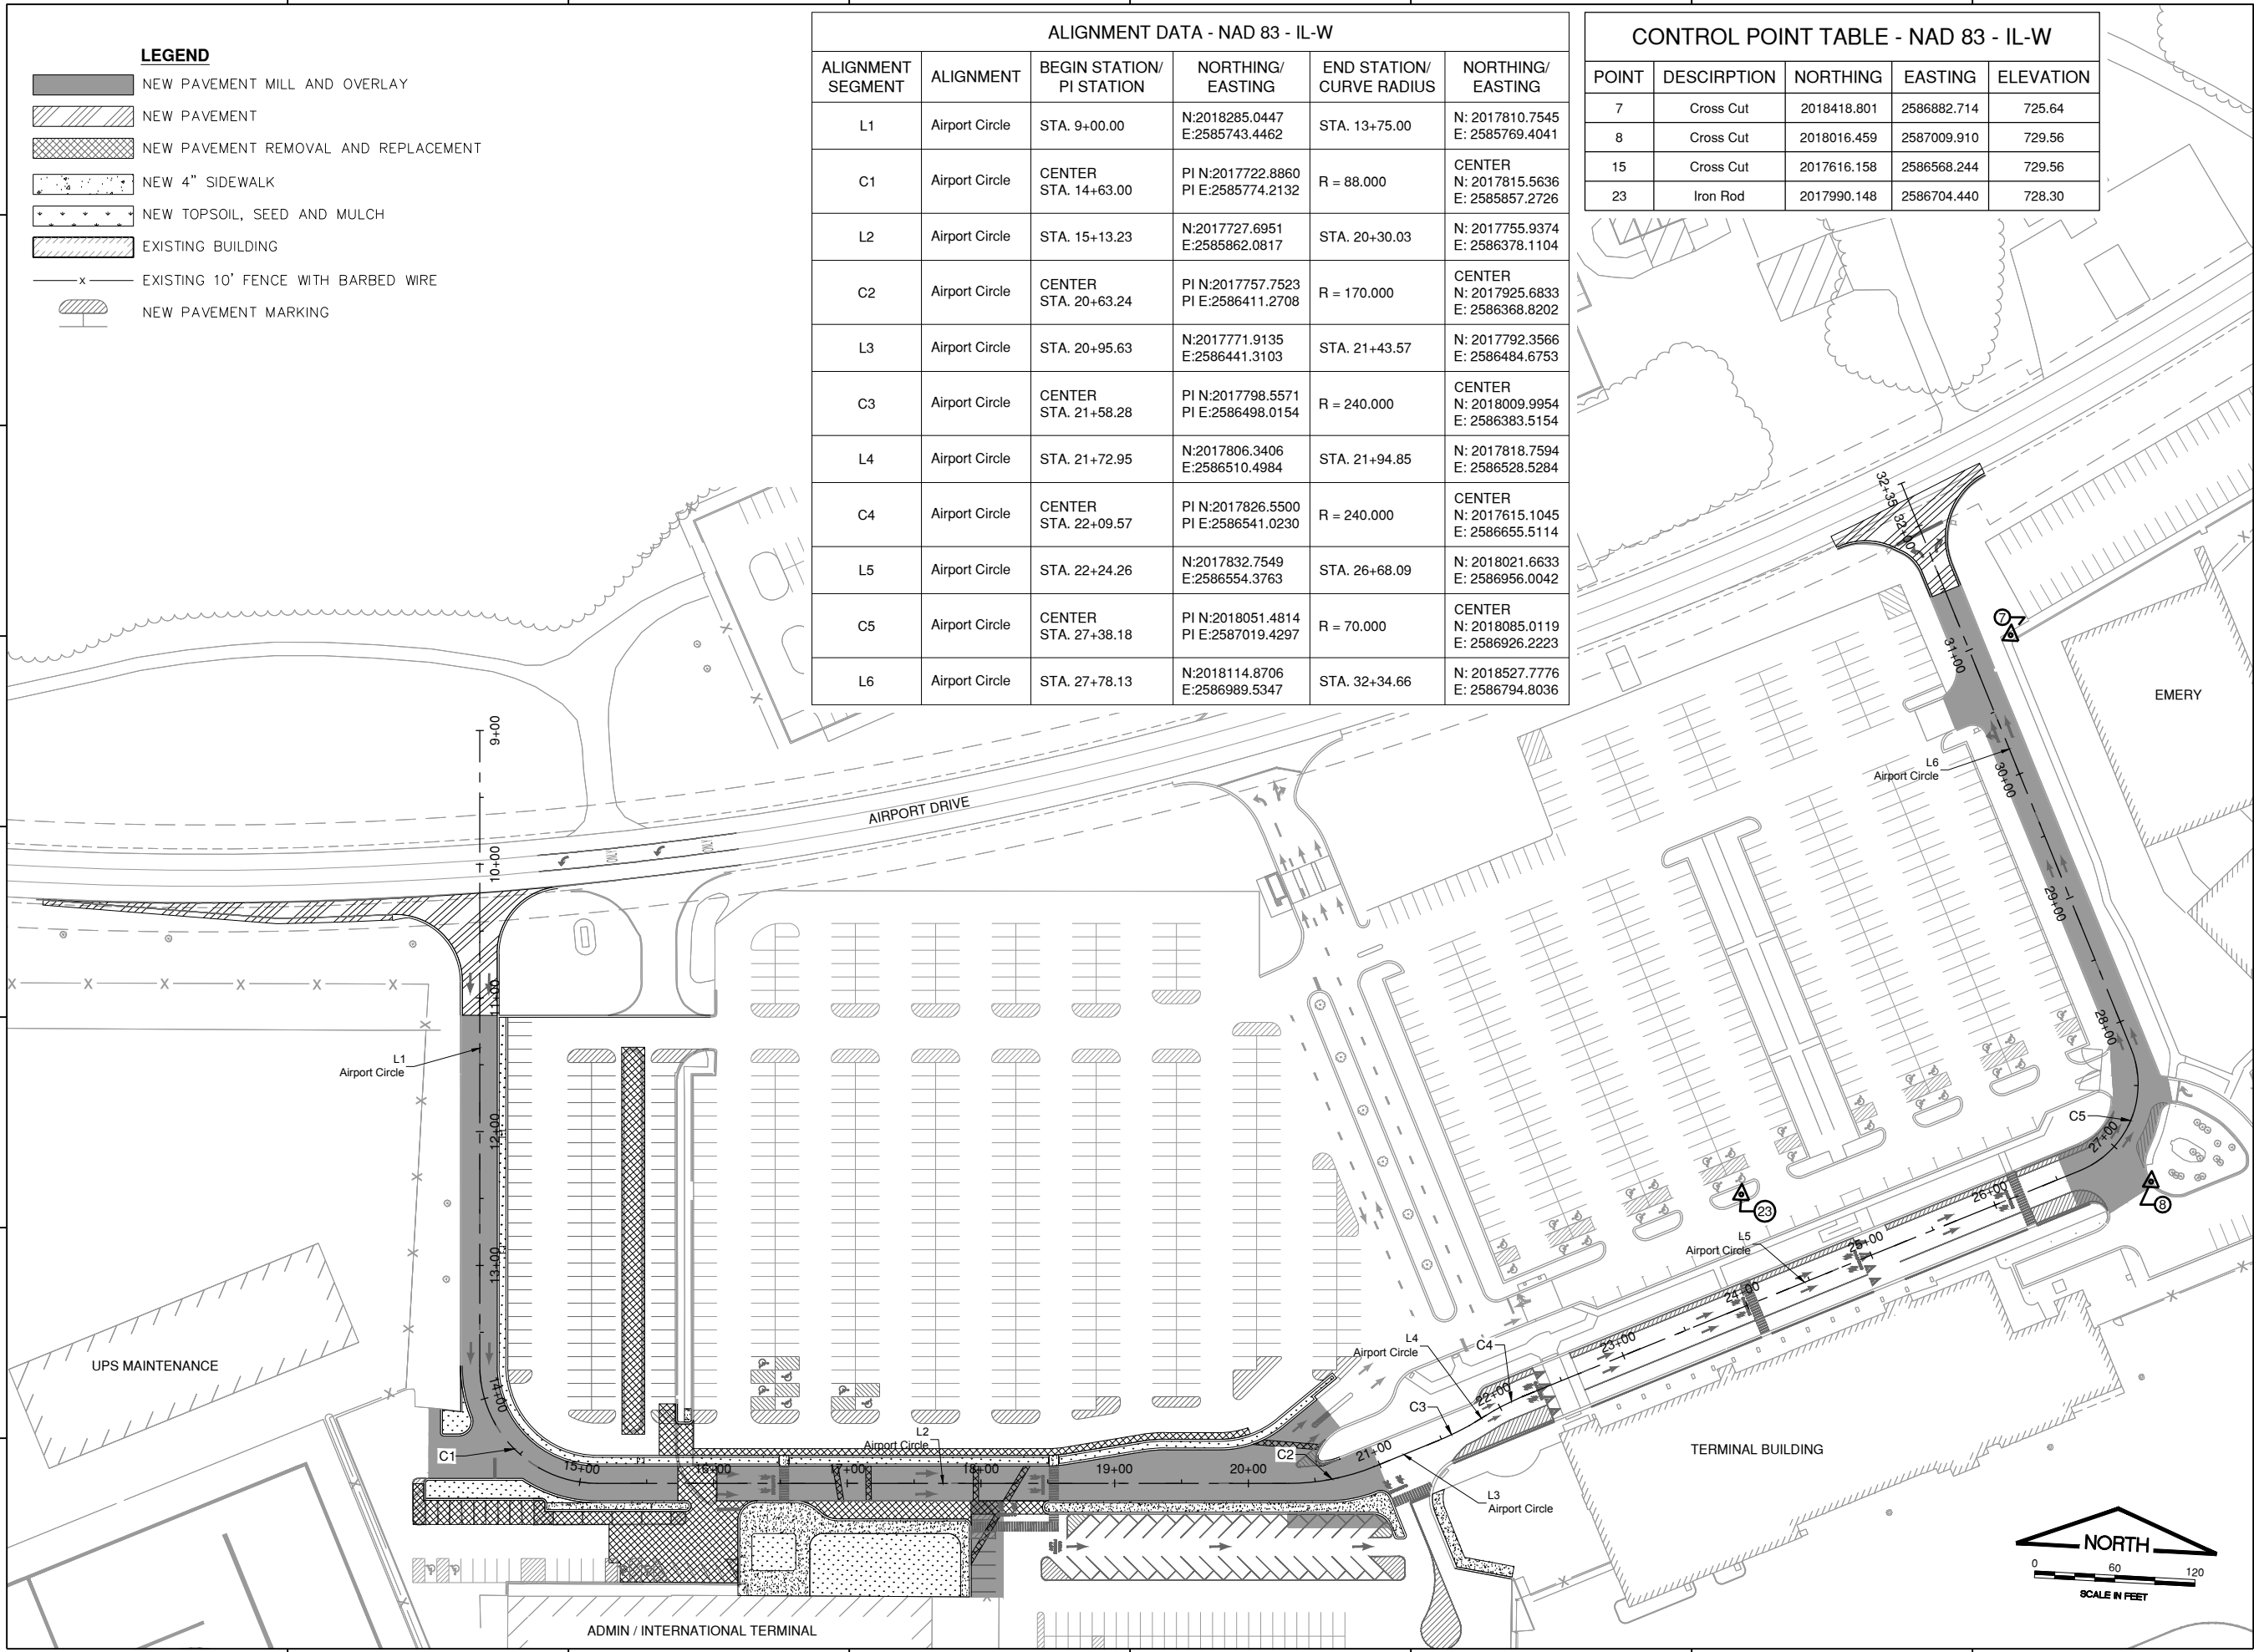 LEGEND
NEW PAVEMENT MILL AND OVERLAY
NEW PAVEMENT
NEW PAVEMENT REMOVAL AND REPLACEMENT
NEW 4" SIDEWALK
NEW TOPSOIL, SEED AND MULCH
EXISTING BUILDING
x EXISTING 10' FENCE WITH BARBED WIRE
NEW PAVEMENT MARKING
ALIGNMENT DATA - NAD 83 - IL-W
ALIGNMENT SEGMENT | ALIGNMENT | BEGIN STATION/ PI STATION | NORTHING/ EASTING | END STATION/ CURVE RADIUS | NORTHING/ EASTING
L1 | Airport Circle | STA. 9+00.00 | N:2018285.0447 E:2585743.4462 | STA. 13+75.00 | N: 2017810.7545 E: 2585769.4041
C1 | Airport Circle | CENTER STA. 14+63.00 | PI N:2017722.8860 PI E:2585774.2132 | R = 88.000 | CENTER N: 2017815.5636 E: 2585857.2726
L2 | Airport Circle | STA. 15+13.23 | N:2017727.6951 E:2585862.0817 | STA. 20+30.03 | N: 2017755.9374 E: 2586378.1104
C2 | Airport Circle | CENTER STA. 20+63.24 | PI N:2017757.7523 PI E:2586411.2708 | R = 170.000 | CENTER N: 2017925.6833 E: 2586368.8202
L3 | Airport Circle | STA. 20+95.63 | N:2017771.9135 E:2586441.3103 | STA. 21+43.57 | N: 2017792.3566 E: 2586484.6753
C3 | Airport Circle | CENTER STA. 21+58.28 | PI N:2017798.5571 PI E:2586498.0154 | R = 240.000 | CENTER N: 2018009.9954 E: 2586383.5154
L4 | Airport Circle | STA. 21+72.95 | N:2017806.3406 E:2586510.4984 | STA. 21+94.85 | N: 2017818.7594 E: 2586528.5284
C4 | Airport Circle | CENTER STA. 22+09.57 | PI N:2017826.5500 PI E:2586541.0230 | R = 240.000 | CENTER N: 2017615.1045 E: 2586655.5114
L5 | Airport Circle | STA. 22+24.26 | N:2017832.7549 E:2586554.3763 | STA. 26+68.09 | N: 2018021.6633 E: 2586956.0042
C5 | Airport Circle | CENTER STA. 27+38.18 | PI N:2018051.4814 PI E:2587019.4297 | R = 70.000 | CENTER N: 2018085.0119 E: 2586926.2223
L6 | Airport Circle | STA. 27+78.13 | N:2018114.8706 E:2586989.5347 | STA. 32+34.66 | N: 2018527.7776 E: 2586794.8036
CONTROL POINT TABLE - NAD 83 - IL-W
POINT | DESCIRPTION | NORTHING | EASTING | ELEVATION
7 | Cross Cut | 2018418.801 | 2586882.714 | 725.64
8 | Cross Cut | 2018016.459 | 2587009.910 | 729.56
15 | Cross Cut | 2017616.158 | 2586568.244 | 729.56
23 | Iron Rod | 2017990.148 | 2586704.440 | 728.30
32+35
32+00
7
31+00
EMERY
L6
Airport Circle
30+00
29+00
28+00
C5
27+00
8
23
26+00
9+00
AIRPORT DRIVE
ONLY
ONLY
10+00
11+00
L1
Airport Circle
12+00
13+00
14+00
UPS MAINTENANCE
C1
15+00
16+00
L2
Airport Circle
17+00
18+00
19+00
20+00
C2
21+00
L3
Airport Circle
C3
L4
Airport Circle
C4
22+00
23+00
24+00
L5
Airport Circle
25+00
TERMINAL BUILDING
ADMIN / INTERNATIONAL TERMINAL
NORTH
0 60 120
SCALE IN FEET